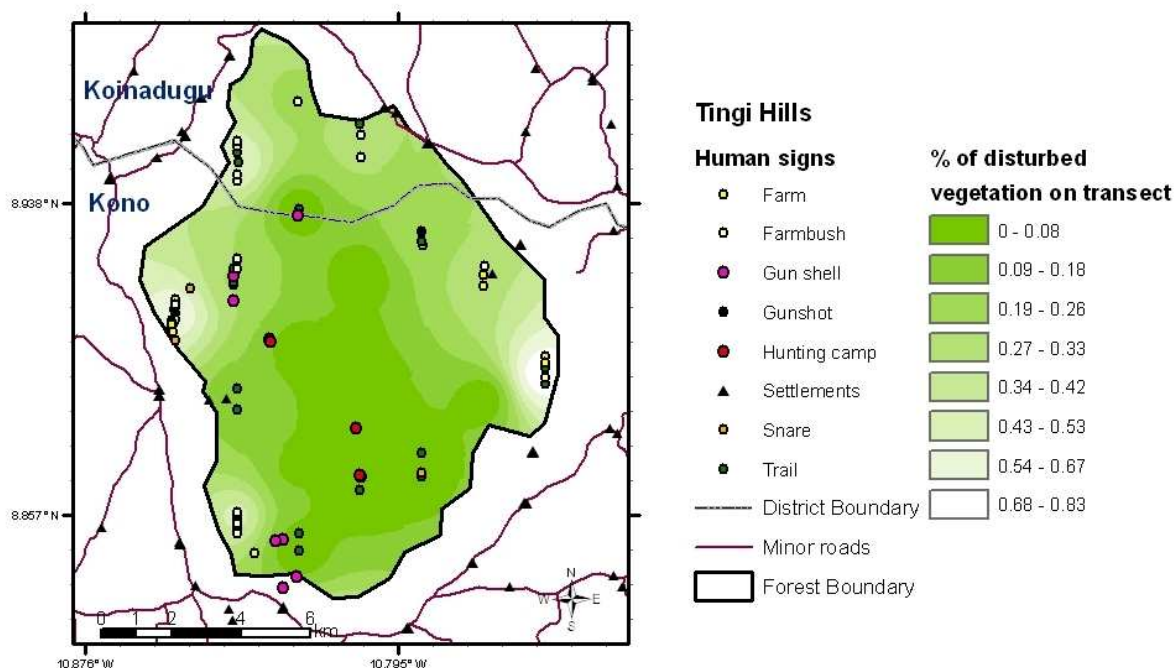 Koinadugu
Kono
8.938° N
8.857° N
0 1 2 4 6
km
N
W E
S
10.876° W
10.795° W
Tingi Hills
Human signs
Farm
Farmbush
Gun shell
Gunshot
Hunting camp
Settlements
Snare
Trail
District Boundary
Minor roads
Forest Boundary
% of disturbed
vegetation on transect
0 - 0.08
0.09 - 0.18
0.19 - 0.26
0.27 - 0.33
0.34 - 0.42
0.43 - 0.53
0.54 - 0.67
0.68 - 0.83